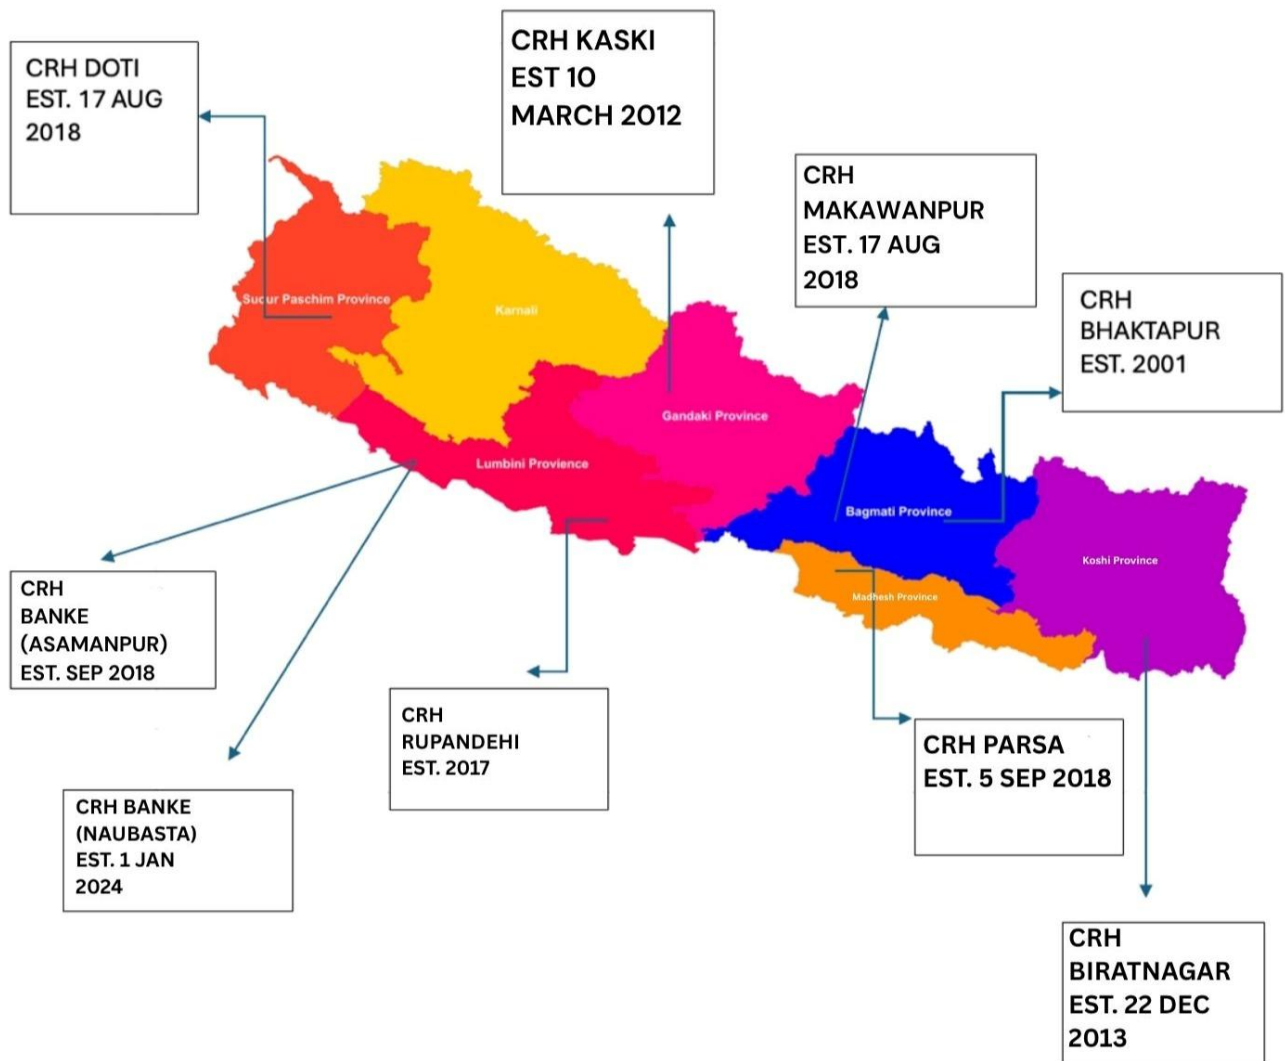 CRH DOTI
EST. 17 AUG
2018
CRH KASKI
EST 10
MARCH 2012
CRH
MAKAWANPUR
EST. 17 AUG
2018
CRH
BHAKTAPUR
EST. 2001
Sudur Paschim Province
Karnali
Gandaki Province
Lumbini Provience
Bagmati Province
Koshi Province
Madhesh Province
CRH
BANKE
(ASAMANPUR)
EST. SEP 2018
CRH
RUPANDEHI
EST. 2017
CRH PARSA
EST. 5 SEP 2018
CRH BANKE
(NAUBASTA)
EST. 1 JAN
2024
CRH
BIRATNAGAR
EST. 22 DEC
2013